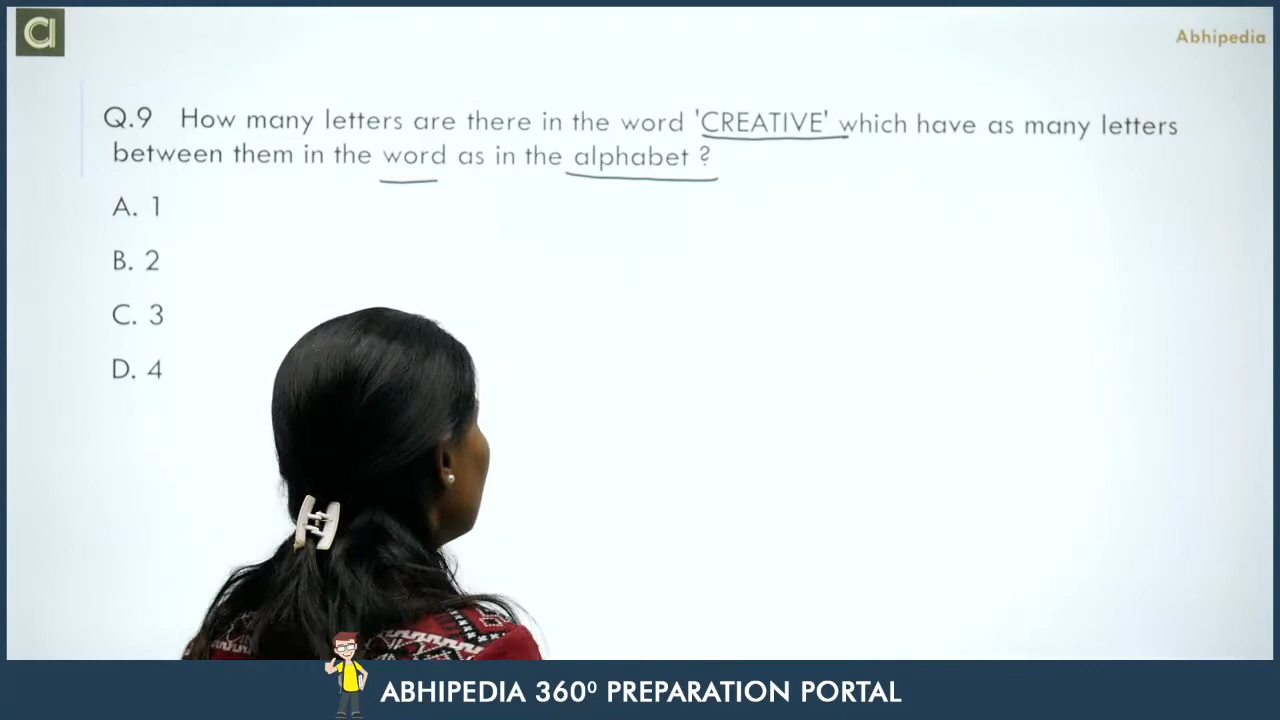 Abhipedia
Q.9 How many letters are there in the word 'CREATIVE' which have as many letters
between them in the word as in the alphabet ?
A. 1
B. 2
C. 3
D. 4
ABHIPEDIA 360⁰ PREPARATION PORTAL